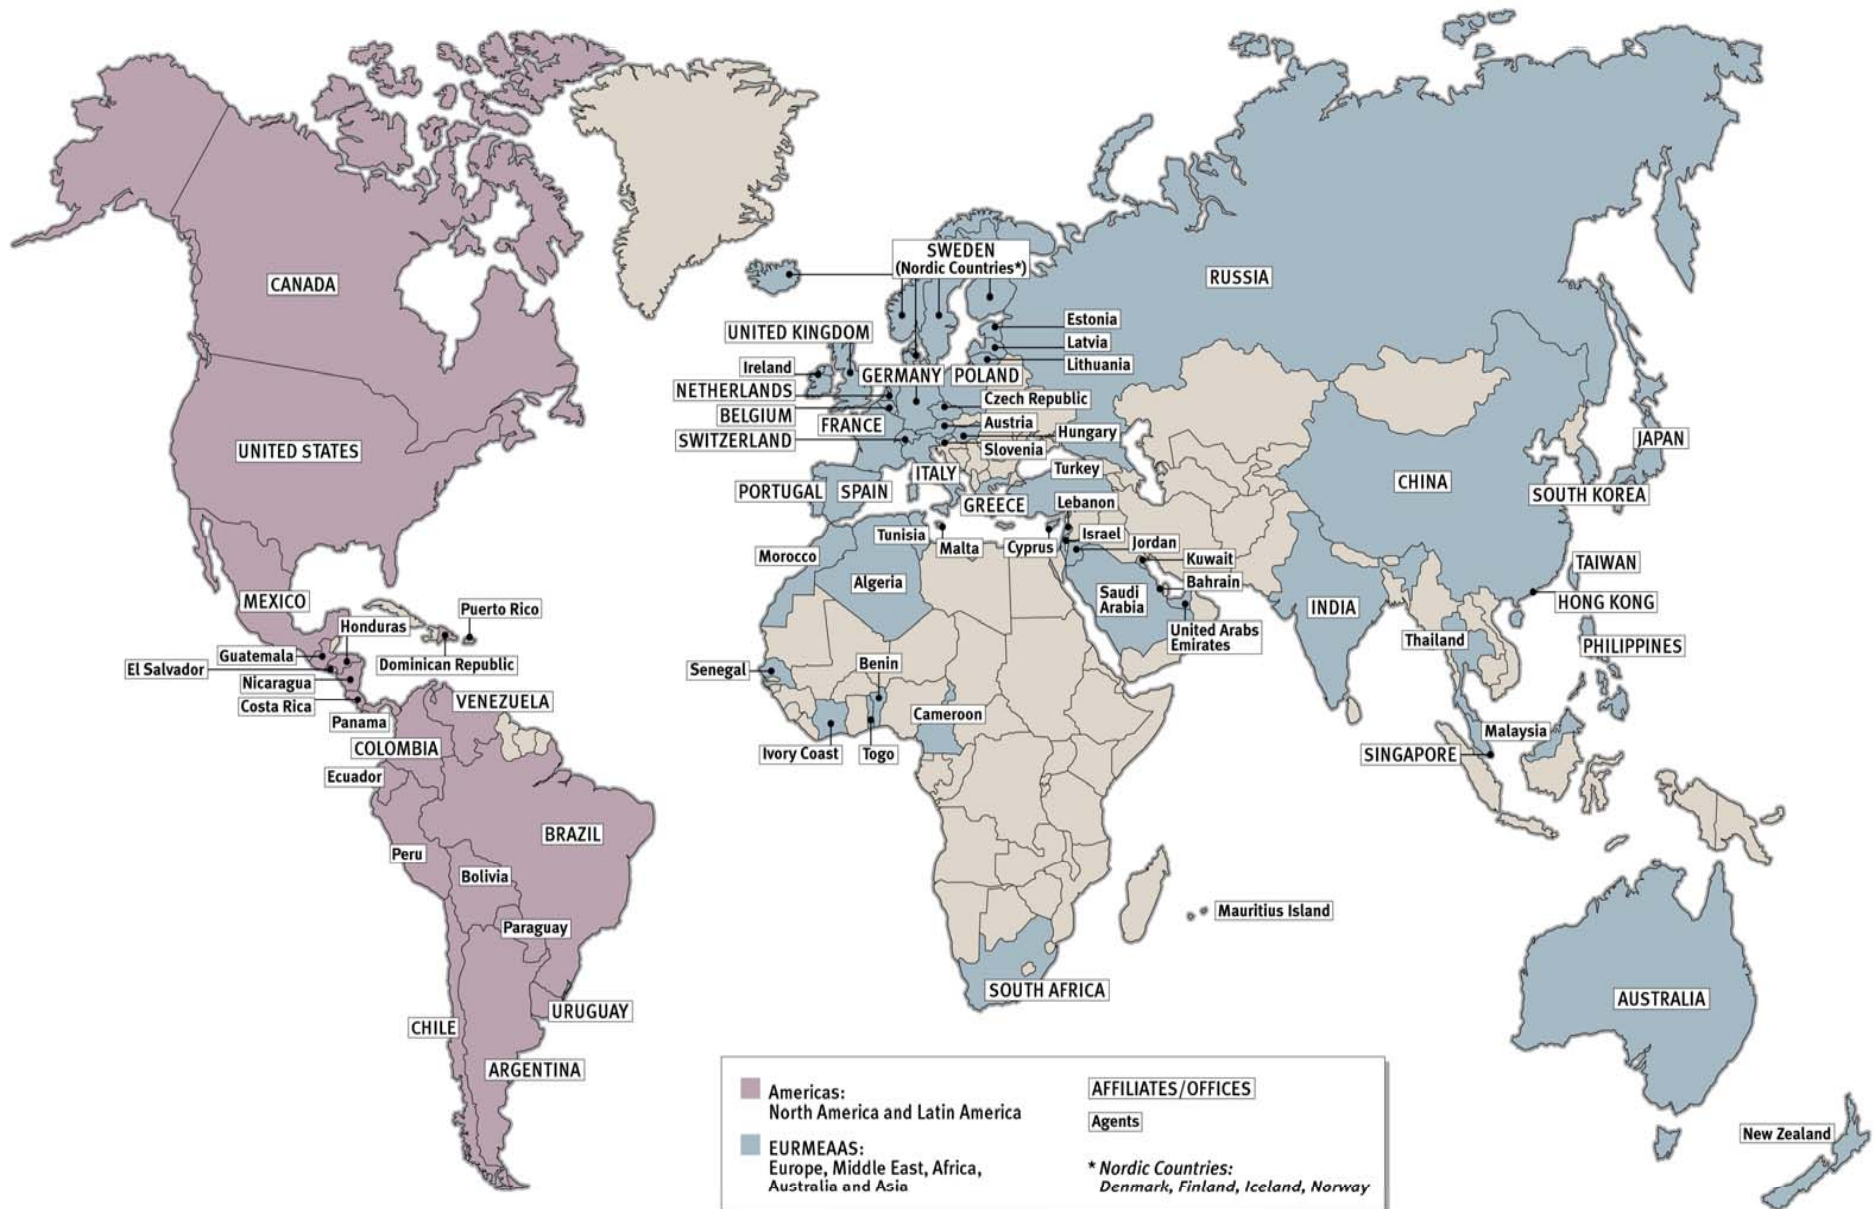 CANADA
UNITED STATES
MEXICO
Puerto Rico
Honduras
Guatemala
El Salvador
Dominican Republic
Nicaragua
Costa Rica
Panama
VENEZUELA
COLOMBIA
Ecuador
BRAZIL
Peru
Bolivia
Paraguay
URUGUAY
CHILE
ARGENTINA
SWEDEN
(Nordic Countries*)
RUSSIA
UNITED KINGDOM
Estonia
Latvia
Lithuania
Ireland
GERMANY
POLAND
NETHERLANDS
Czech Republic
BELGIUM
FRANCE
Austria
SWITZERLAND
Hungary
Slovenia
ITALY
Turkey
PORTUGAL
SPAIN
GREECE
Lebanon
Tunisia
Malta
Cyprus
Israel
Jordan
Morocco
Kuwait
Algeria
Bahrain
Saudi
Arabia
United Arabs
Emirates
Senegal
Benin
Cameroon
Ivory Coast
Togo
Mauritius Island
SOUTH AFRICA
JAPAN
CHINA
SOUTH KOREA
TAIWAN
HONG KONG
INDIA
Thailand
PHILIPPINES
Malaysia
SINGAPORE
AUSTRALIA
New Zealand
Americas:
North America and Latin America
EURMEAAS:
Europe, Middle East, Africa,
Australia and Asia
AFFILIATES/OFFICES
Agents
* Nordic Countries:
Denmark, Finland, Iceland, Norway